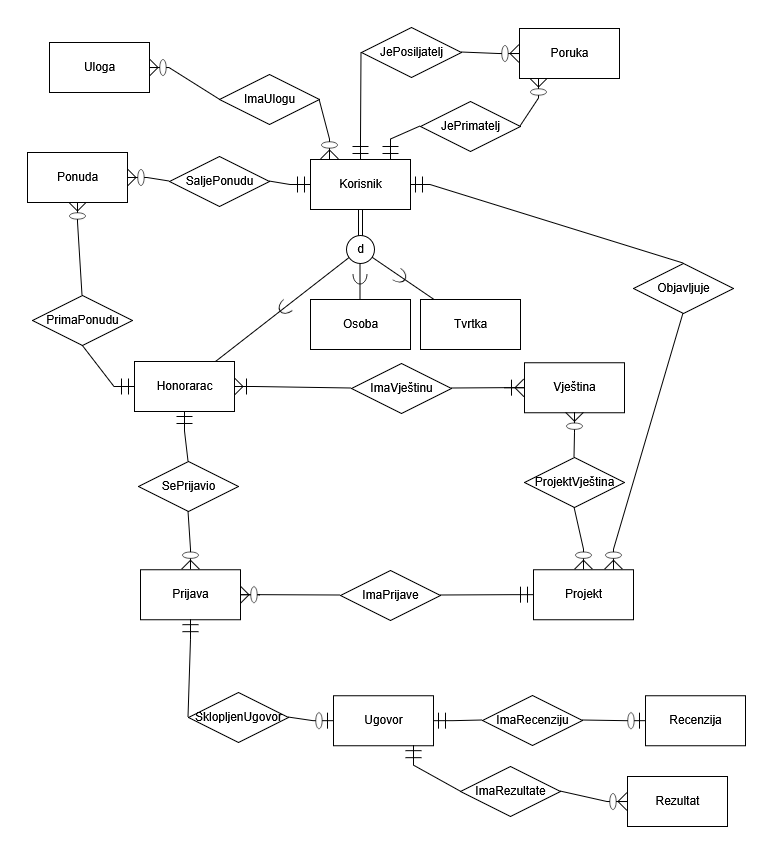 JePosiljatelj
Poruka
Uloga
ImaUlogu
JePrimatelj
Ponuda
SaljePonudu
Korisnik
d
Objavljuje
PrimaPonudu
Osoba
Tvrtka
Honorarac
ImaVještinu
Vještina
SePrijavio
ProjektVještina
Prijava
ImaPrijave
Projekt
SklopljenUgovor
Ugovor
ImaRecenziju
Recenzija
ImaRezultate
Rezultat